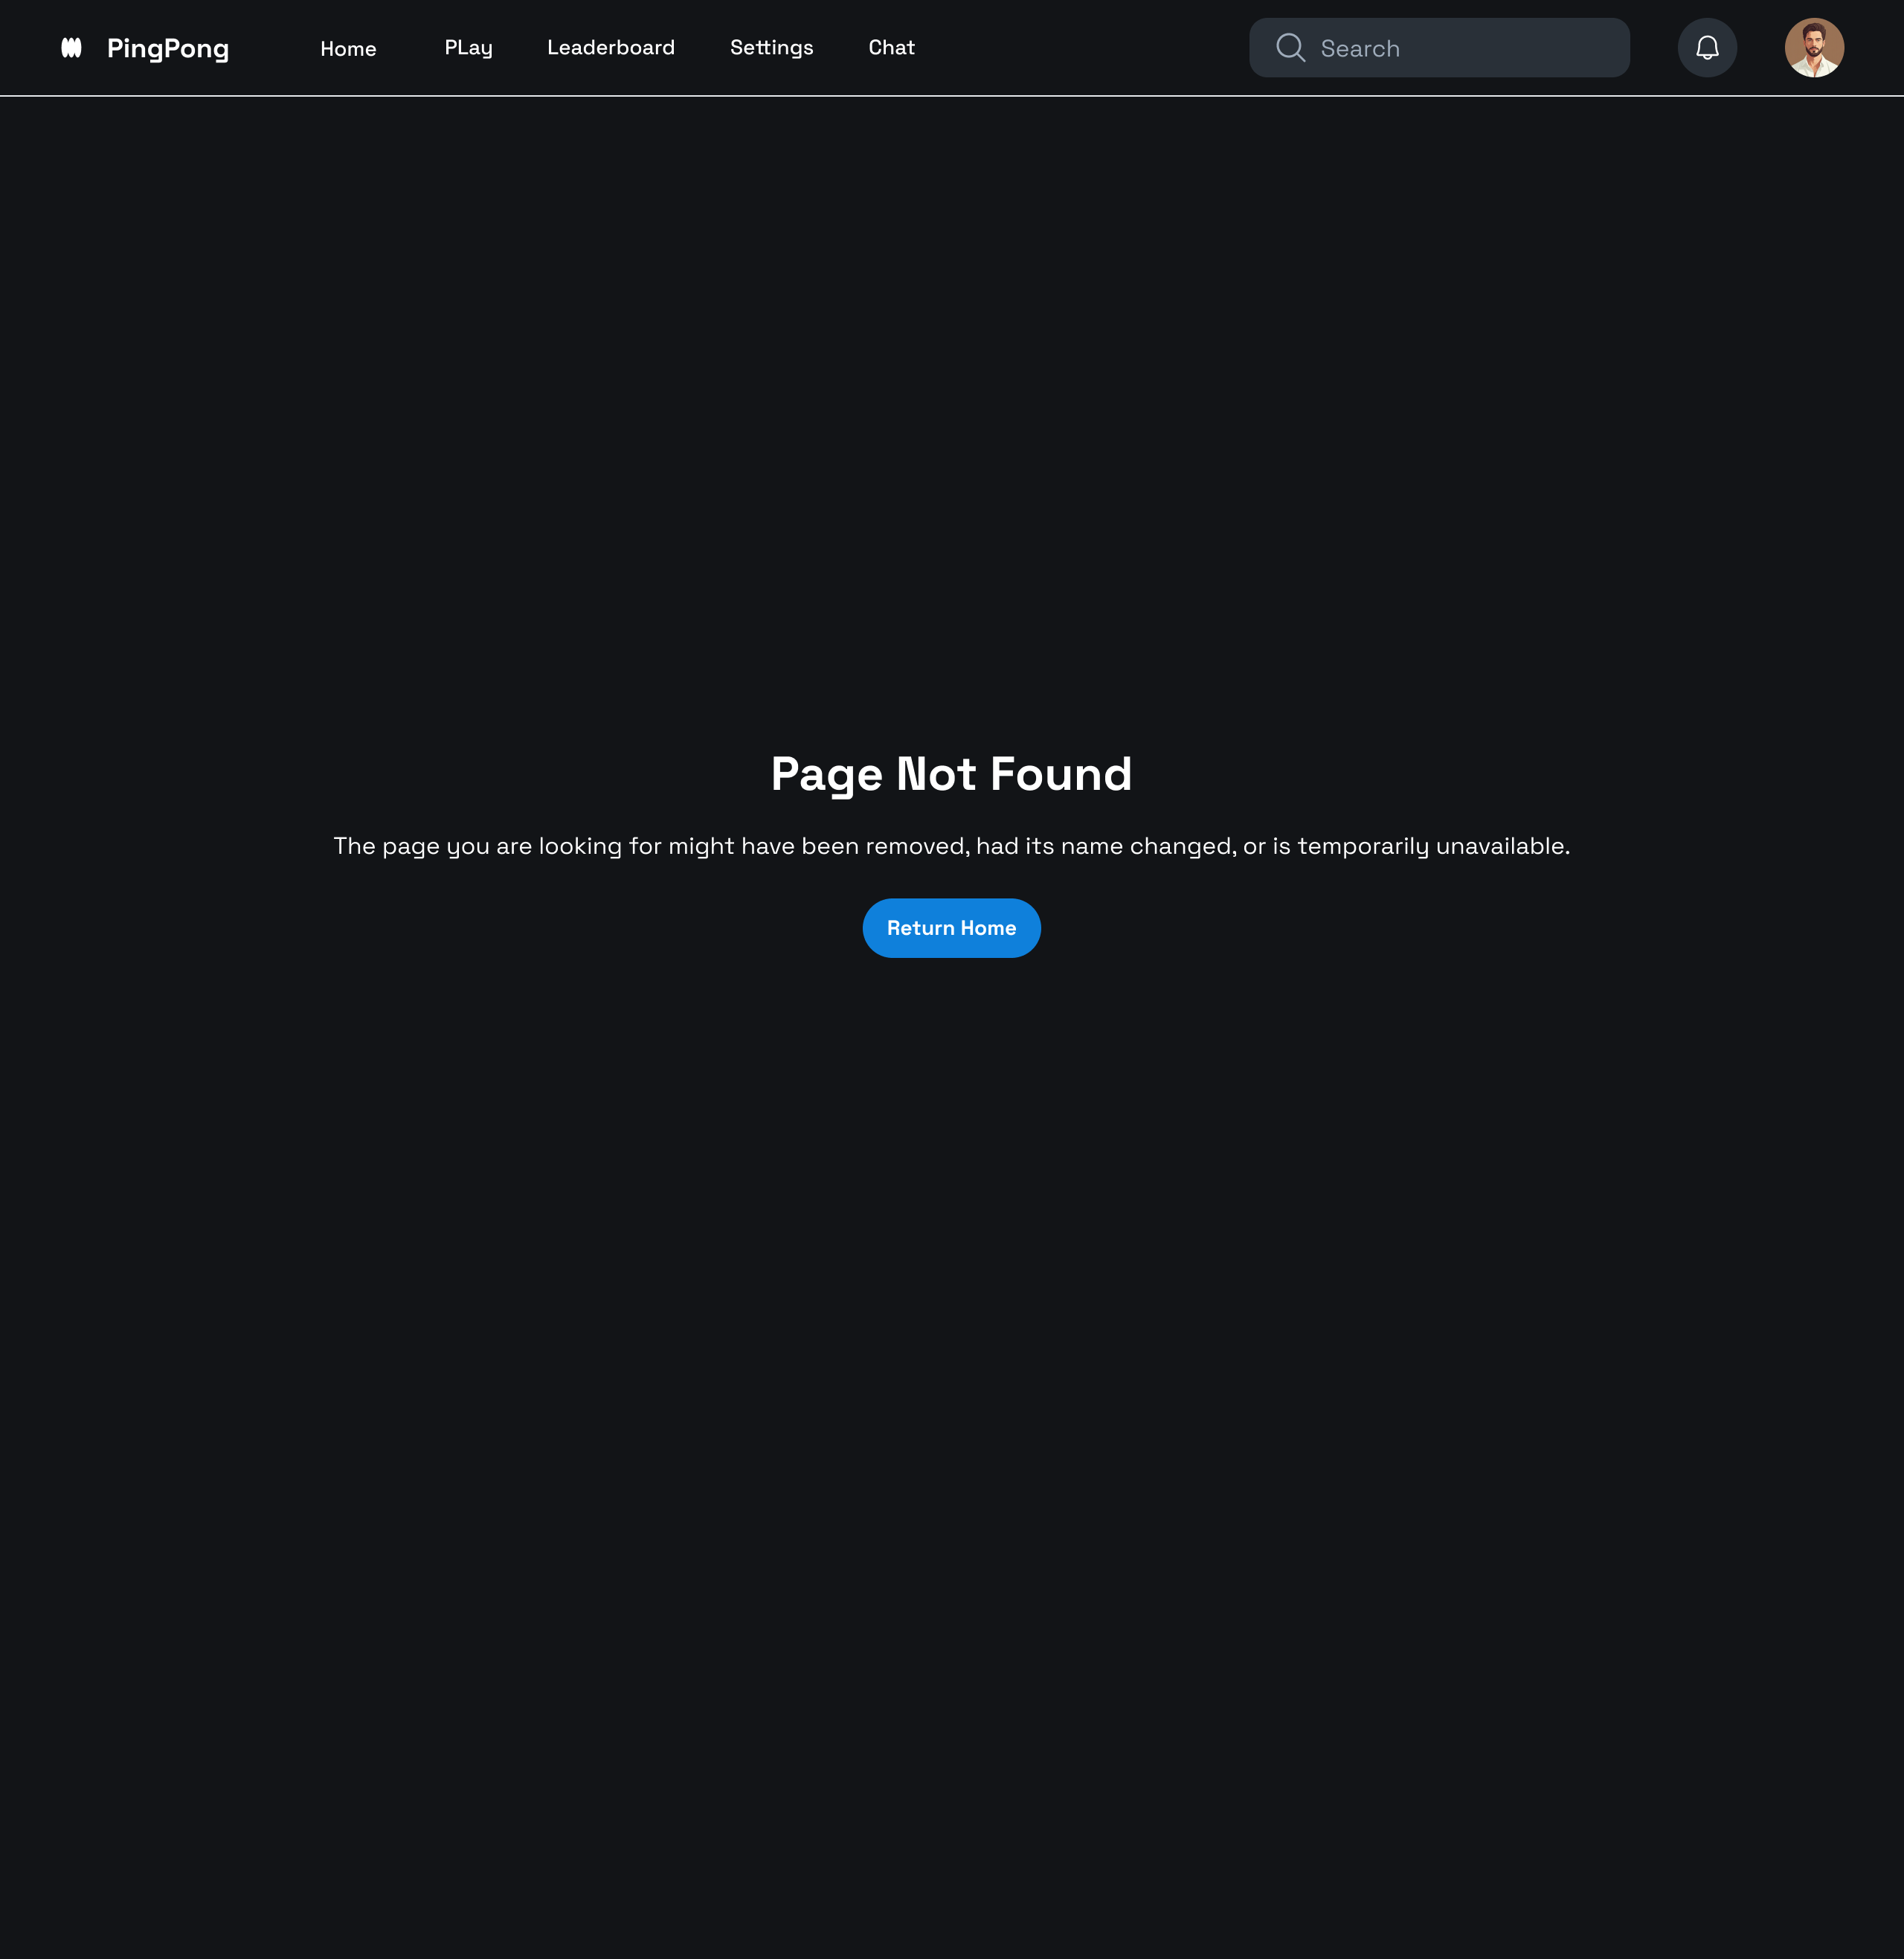 PingPong
Home
PLay
Leaderboard
Settings
Chat
Search
Page Not Found
The page you are looking for might have been removed, had its name changed, or is temporarily unavailable.
Return Home